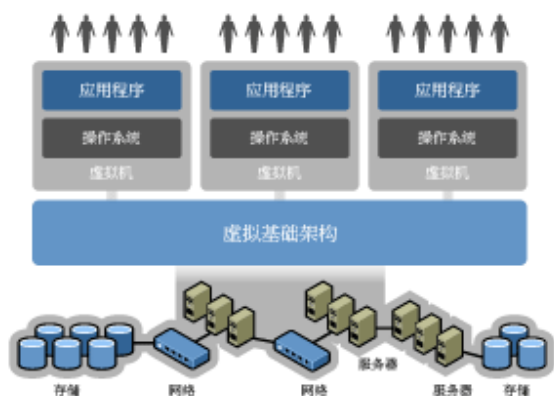 应用程序 应用程序 应用程序
操作系统 操作系统 操作系统
虚拟机 虚拟机 虚拟机
虚拟基础架构
服务器
存储 网络 网络 服务器 存储